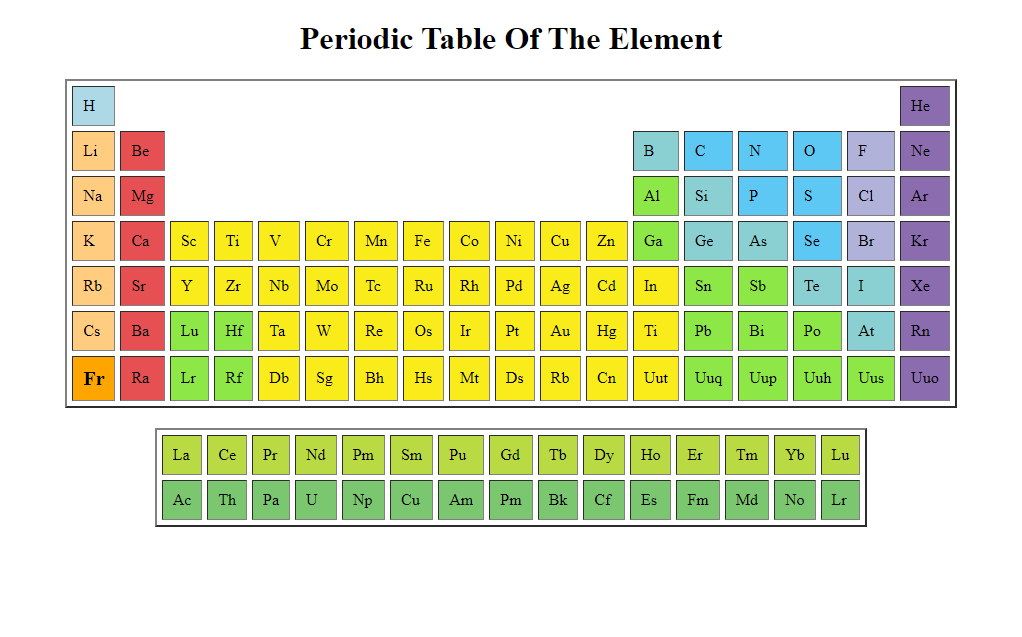 Periodic Table Of The Element
H He
Li Be B C N O F Ne
Na Mg Al Si P S Cl Ar
K Ca Sc Ti V Cr Mn Fe Co Ni Cu Zn Ga Ge As Se Br Kr
Rb Sr Y Zr Nb Mo Tc Ru Rh Pd Ag Cd In Sn Sb Te I Xe
Cs Ba Lu Hf Ta W Re Os Ir Pt Au Hg Ti Pb Bi Po At Rn
Fr Ra Lr Rf Db Sg Bh Hs Mt Ds Rb Cn Uut Uuq Uup Uuh Uus Uuo
La Ce Pr Nd Pm Sm Pu Gd Tb Dy Ho Er Tm Yb Lu
Ac Th Pa U Np Cu Am Pm Bk Cf Es Fm Md No Lr